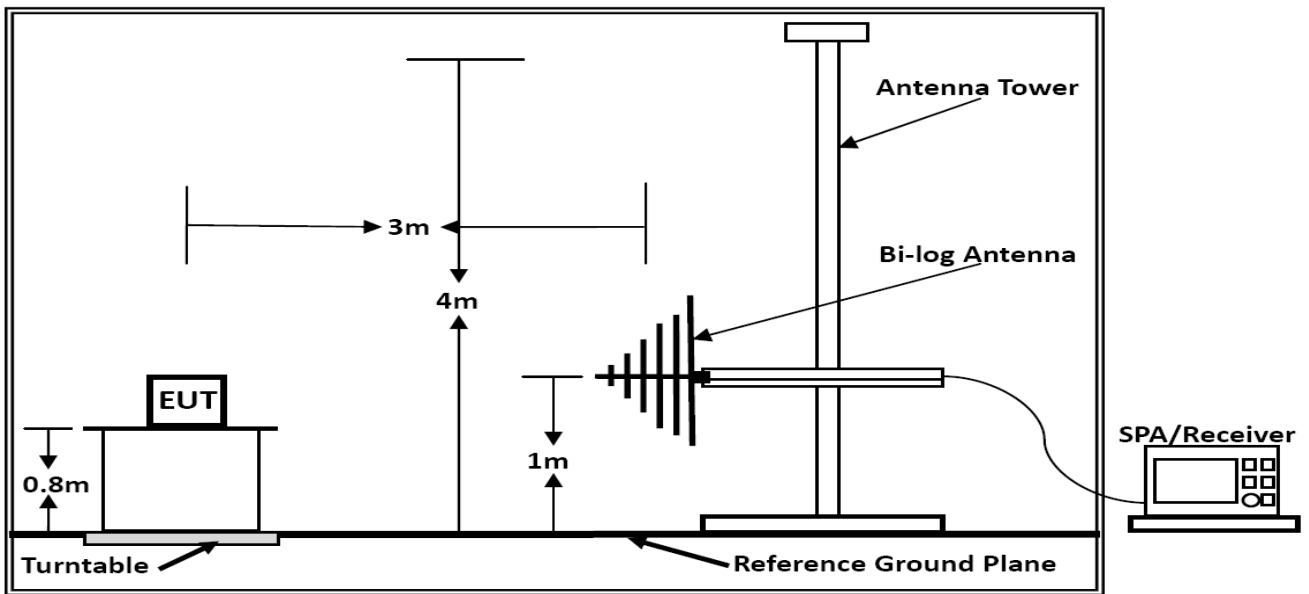 Antenna Tower
3m
Bi-log Antenna
4m
EUT
SPA/Receiver
1m
0.8m
Turntable
Reference Ground Plane